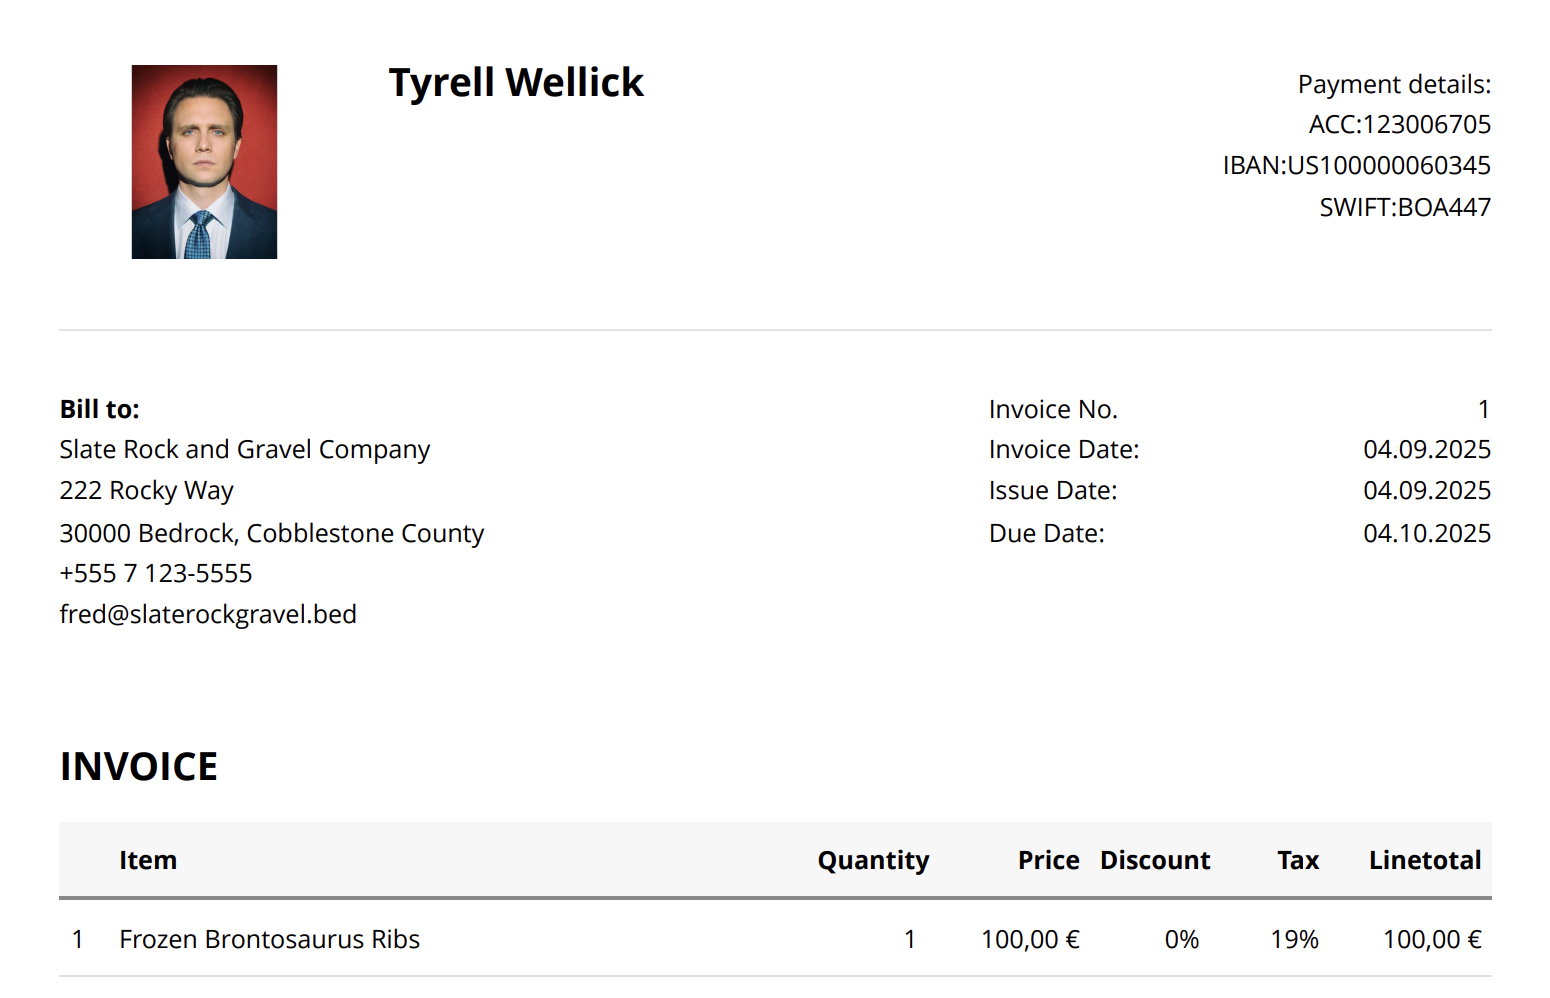 Tyrell Wellick
Payment details:
ACC:123006705
IBAN:US100000060345
SWIFT:BOA447
Bill to:
Slate Rock and Gravel Company
222 Rocky Way
30000 Bedrock, Cobblestone County
+555 7 123-5555
fred@slaterockgravel.bed
Invoice No. 1
Invoice Date: 04.09.2025
Issue Date: 04.09.2025
Due Date: 04.10.2025
INVOICE
Item Quantity Price Discount Tax Linetotal
1 Frozen Brontosaurus Ribs 1 100,00 € 0% 19% 100,00 €